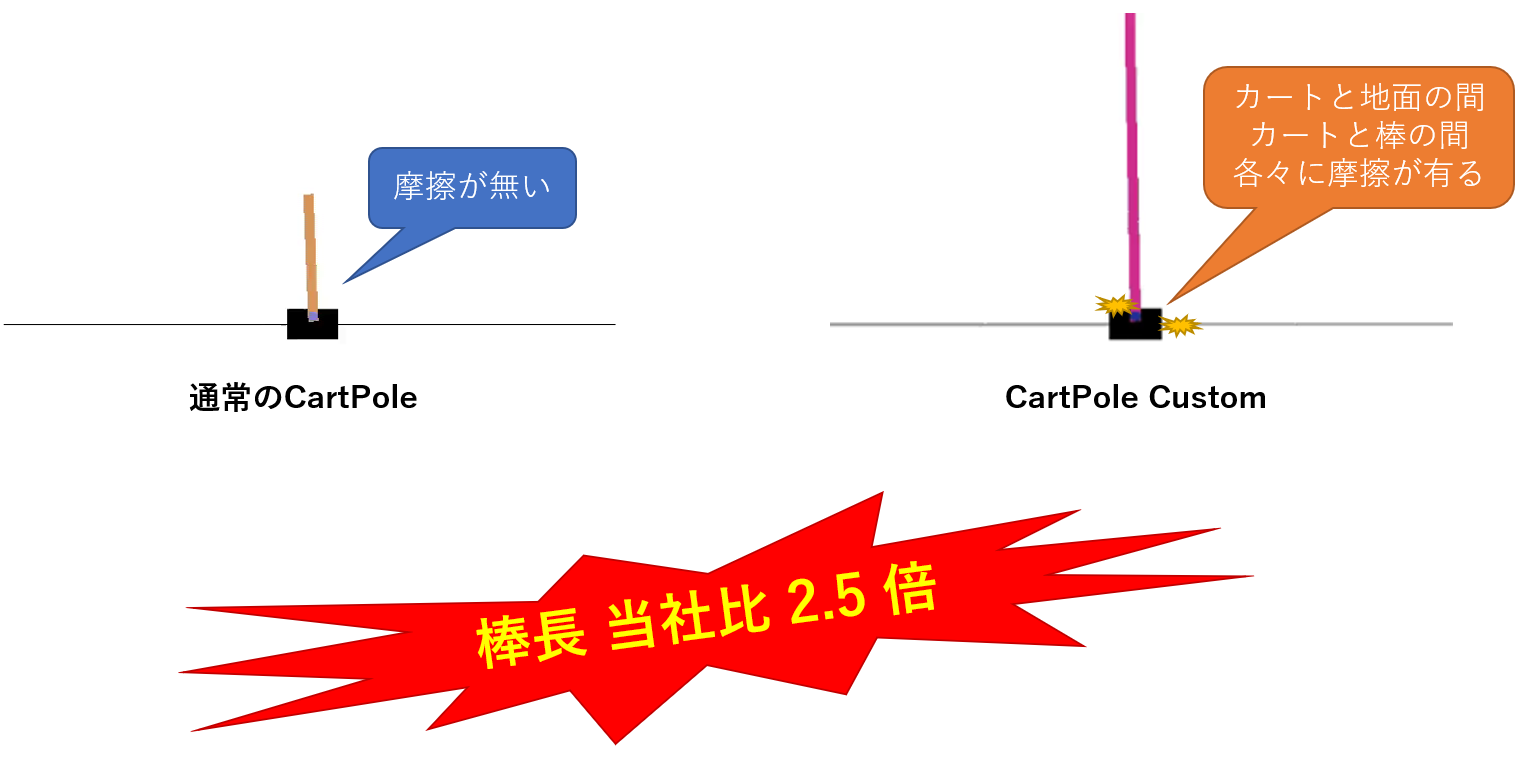 摩擦が無い
カートと地面の間
カートと棒の間
各々に摩擦が有る
通常のCartPole
CartPole Custom
棒長 当社比 2.5 倍